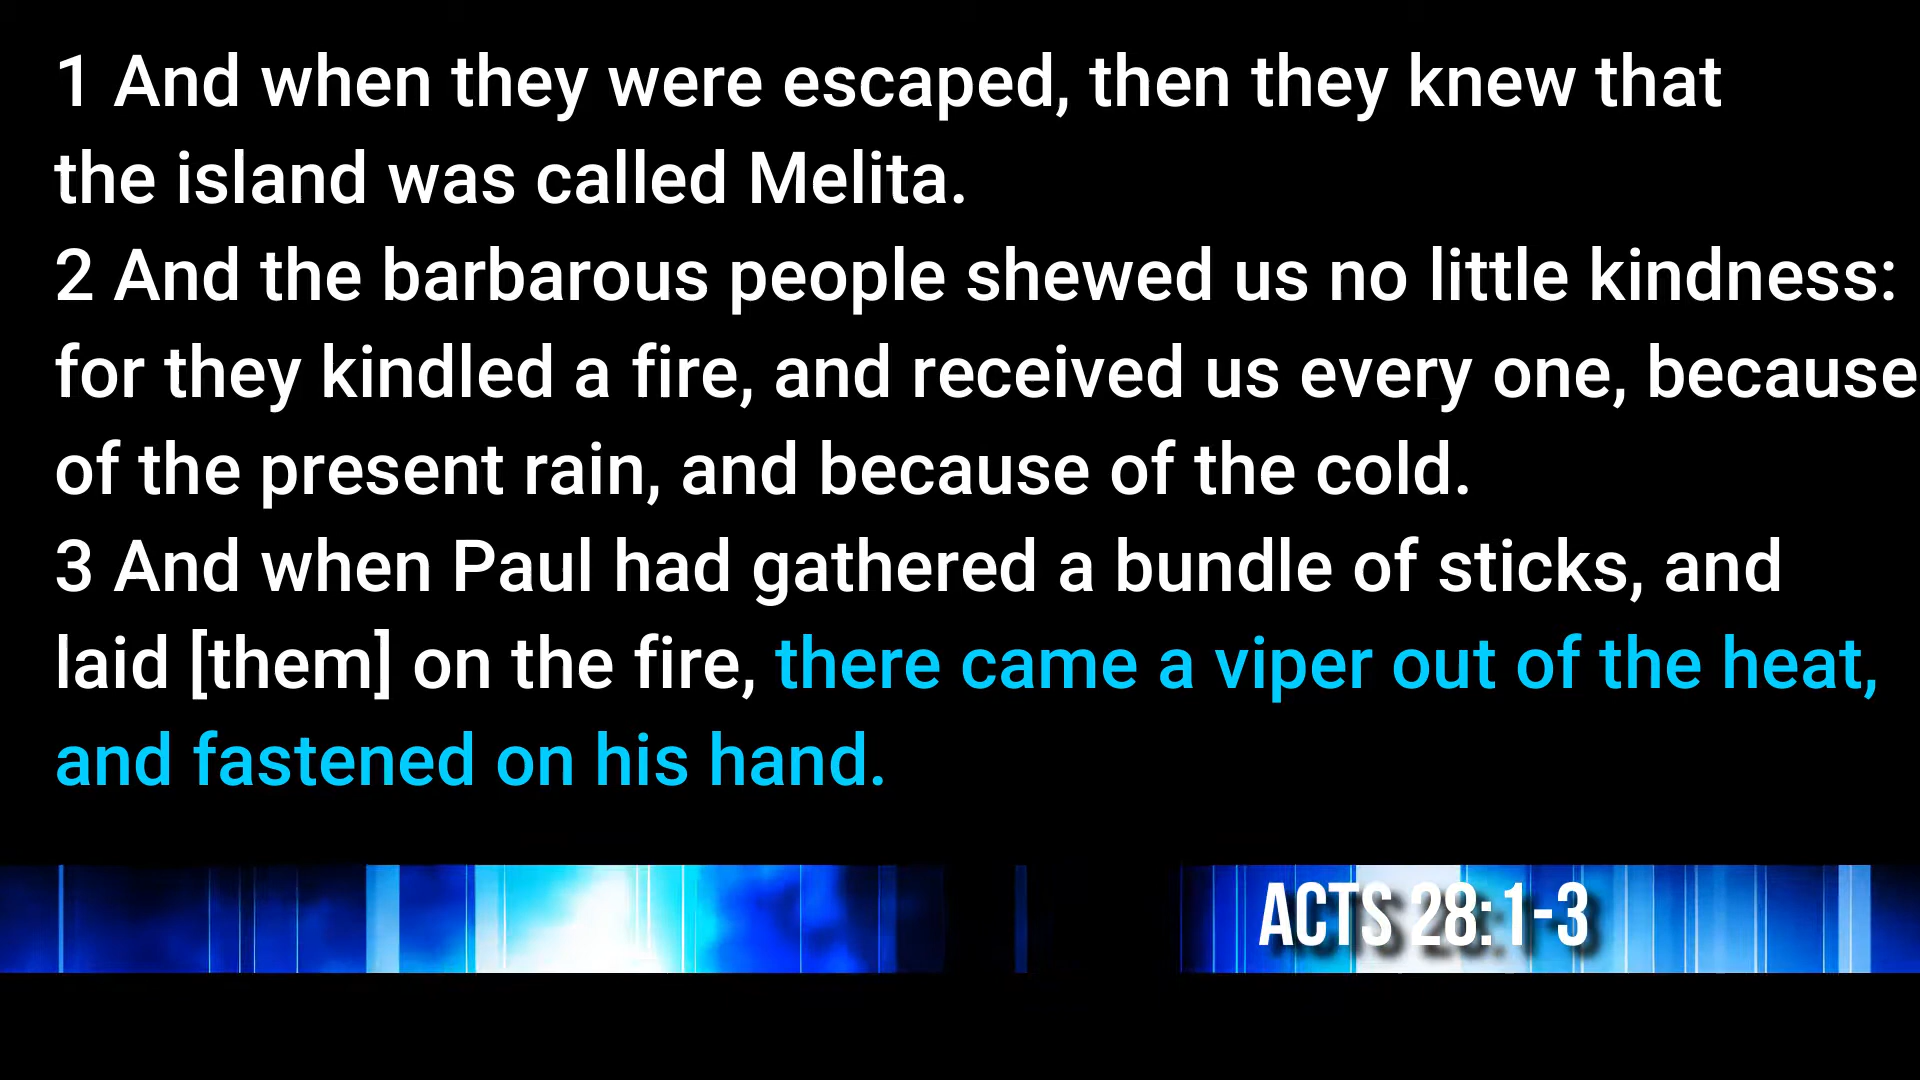 1 And when they were escaped, then they knew that
the island was called Melita.
2 And the barbarous people shewed us no little kindness:
for they kindled a fire, and received us every one, because
of the present rain, and because of the cold.
3 And when Paul had gathered a bundle of sticks, and
laid [them] on the fire, there came a viper out of the heat,
and fastened on his hand.
ACTS 28:1-3